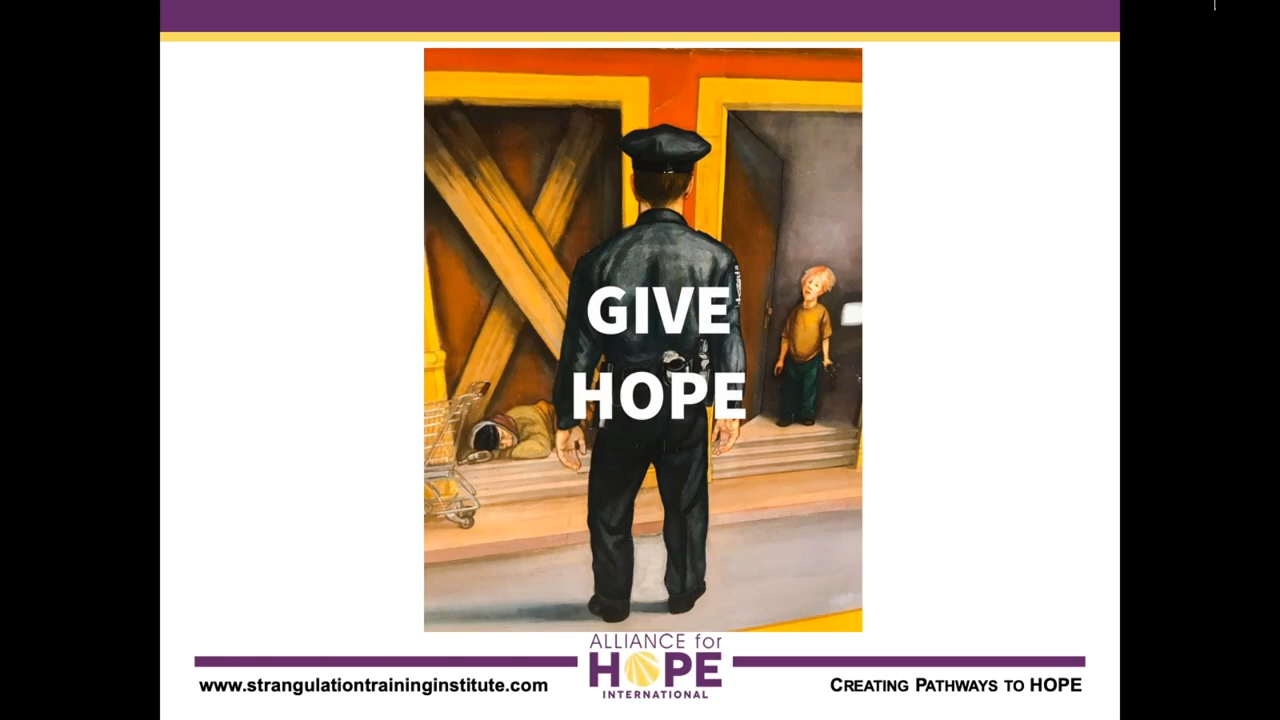 GIVE
HOPE
ALLIANCE for
HOPE
INTERNATIONAL
www.strangulationtraininginstitute.com
CREATING PATHWAYS TO HOPE